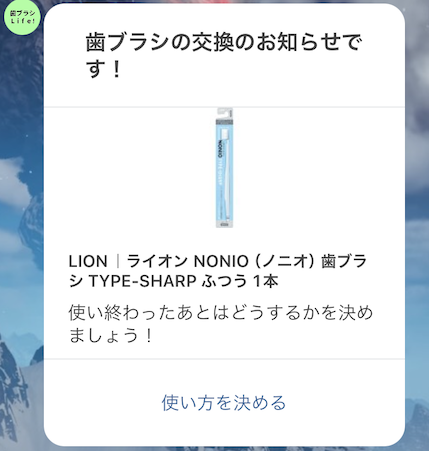 歯ブラシ
Life!
歯ブラシの交換のお知らせで
す！
NONIO
LION｜ライオン NONIO (ノニオ) 歯ブラ
シ TYPE-SHARP ふつう 1本
使い終わったあとはどうするかを決め
ましょう！
使い方を決める